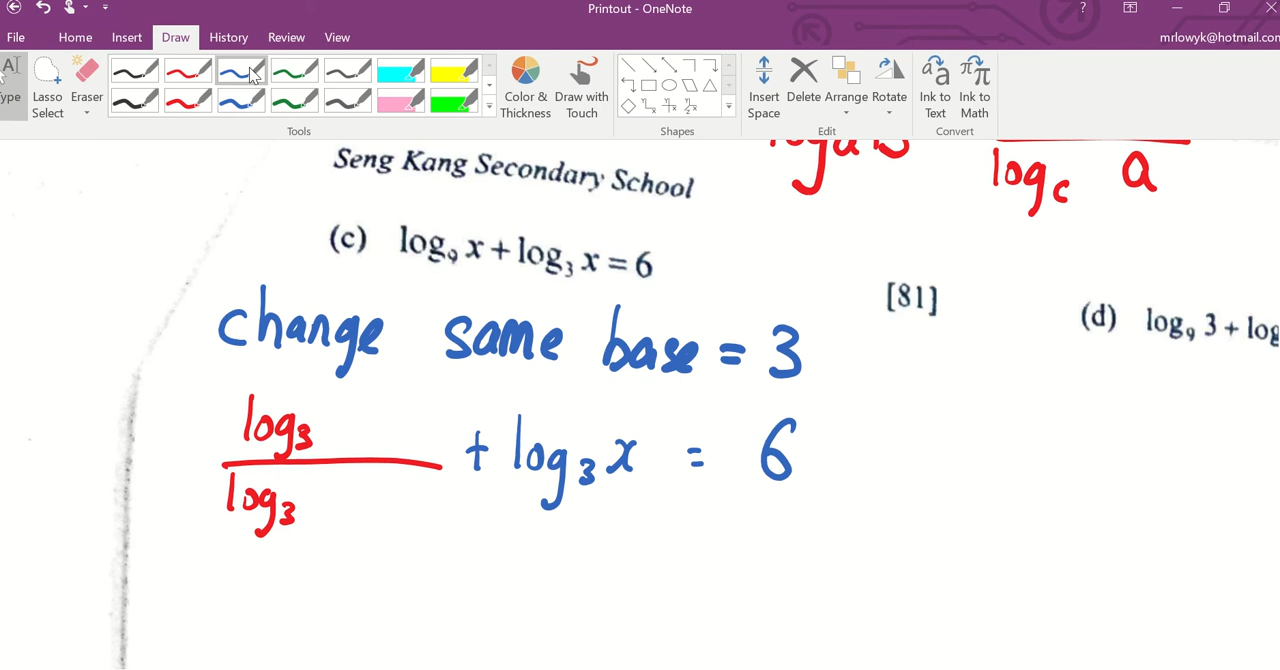 Printout - OneNote
?
File Home Insert Draw History Review View
mrlowyk@hotmail.con
Type Lasso Select Eraser Color & Thickness Draw with Touch Insert Space Delete Arrange Rotate Ink to Text Ink to Math
Tools Shapes Edit Convert
log_c a
Seng Kang Secondary School
(c) log₉ x + log₃ x = 6
[81]
(d) log₉ 3 + log
change same base = 3
log₃
+ log₃ x = 6
log₃